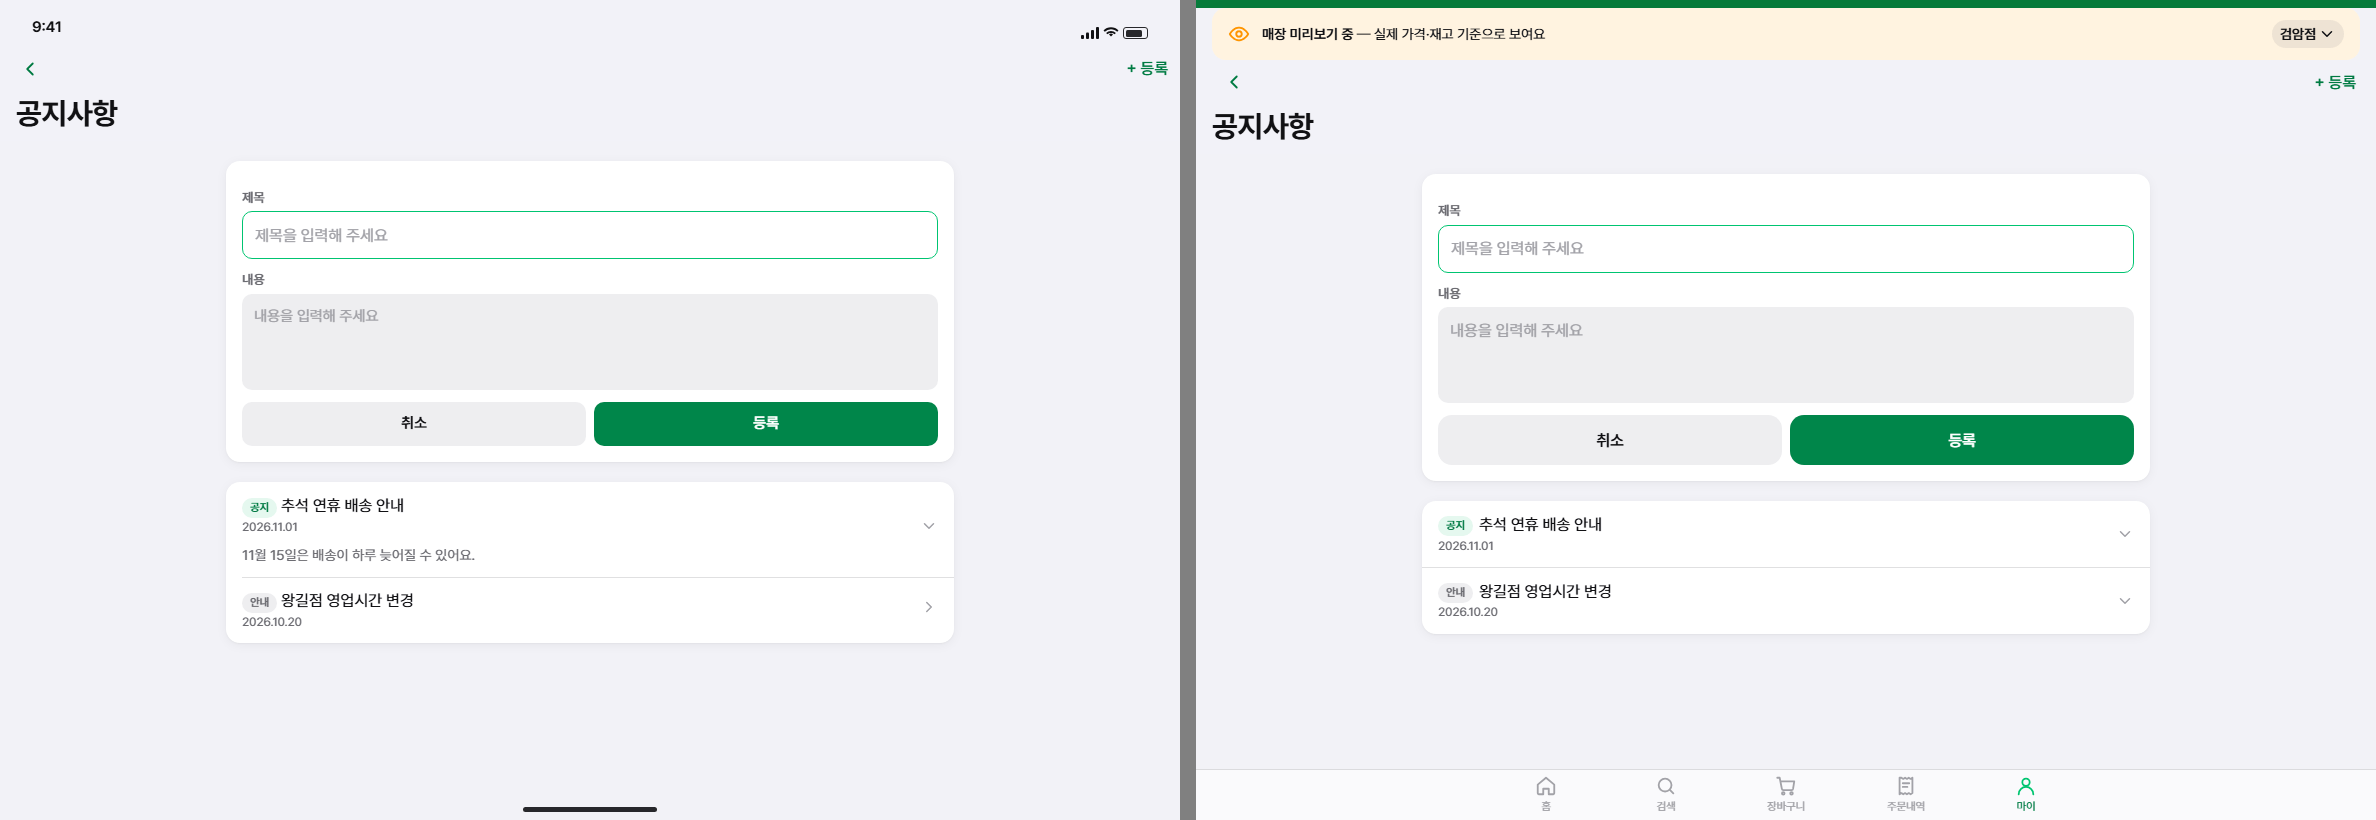 9:41
+ 등록
공지사항
제목
제목을 입력해 주세요
내용
내용을 입력해 주세요
취소
등록
공지 추석 연휴 배송 안내
2026.11.01
11월 15일은 배송이 하루 늦어질 수 있어요.
안내 왕길점 영업시간 변경
2026.10.20
매장 미리보기 중 — 실제 가격·재고 기준으로 보여요
검암점
+ 등록
공지사항
제목
제목을 입력해 주세요
내용
내용을 입력해 주세요
취소
등록
공지 추석 연휴 배송 안내
2026.11.01
안내 왕길점 영업시간 변경
2026.10.20
홈
검색
장바구니
주문내역
마이